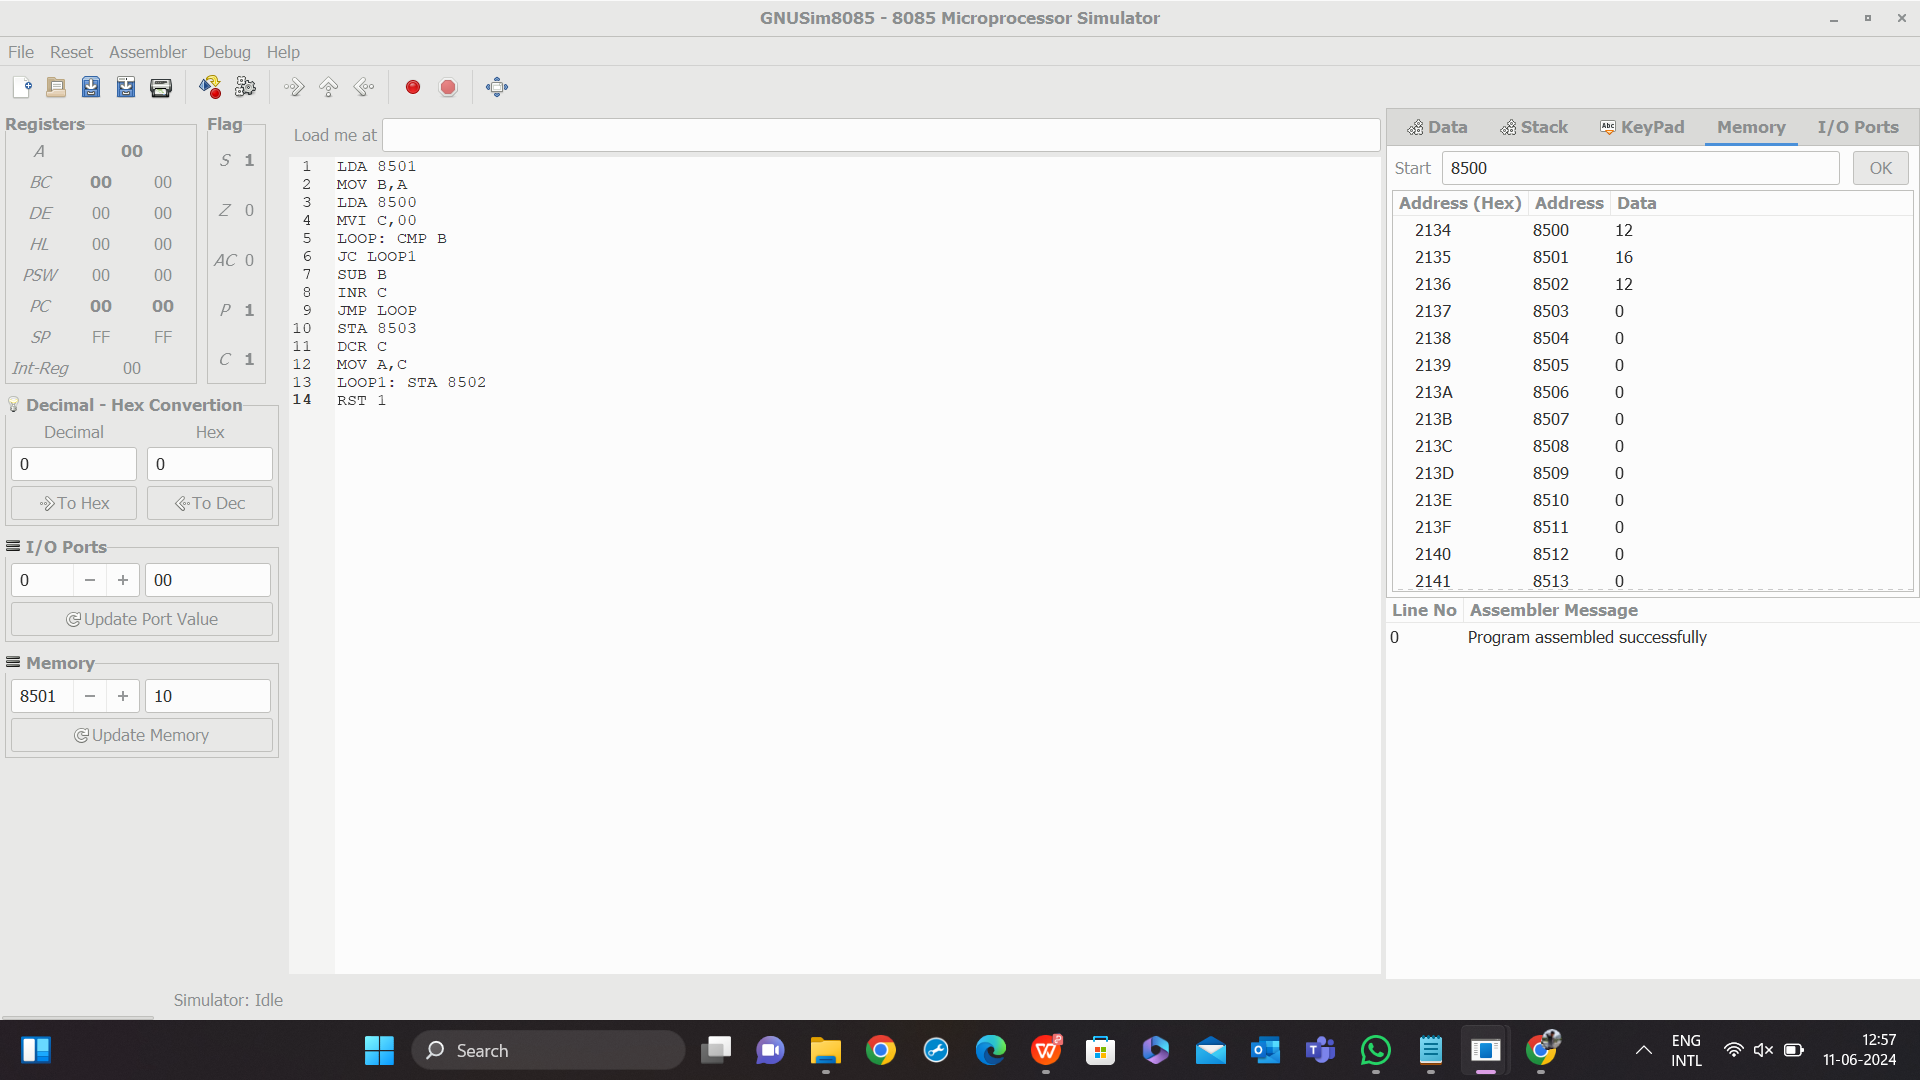 GNUSim8085 - 8085 Microprocessor Simulator
File Reset Assembler Debug Help
Registers
A 00
BC 00 00
DE 00 00
HL 00 00
PSW 00 00
PC 00 00
SP FF FF
Int-Reg 00
Flag
S 1
Z 0
AC 0
P 1
C 1
Decimal - Hex Convertion
Decimal Hex
0 0
To Hex To Dec
I/O Ports
0 − + 00
Update Port Value
Memory
8501 − + 10
Update Memory
Load me at
1 LDA 8501
2 MOV B,A
3 LDA 8500
4 MVI C,00
5 LOOP: CMP B
6 JC LOOP1
7 SUB B
8 INR C
9 JMP LOOP
10 STA 8503
11 DCR C
12 MOV A,C
13 LOOP1: STA 8502
14 RST 1
Data Stack Abc KeyPad Memory I/O Ports
Start 8500 OK
Address (Hex) Address Data
2134 8500 12
2135 8501 16
2136 8502 12
2137 8503 0
2138 8504 0
2139 8505 0
213A 8506 0
213B 8507 0
213C 8508 0
213D 8509 0
213E 8510 0
213F 8511 0
2140 8512 0
2141 8513 0
Line No Assembler Message
0 Program assembled successfully
Simulator: Idle
Search
ENG
INTL
12:57
11-06-2024